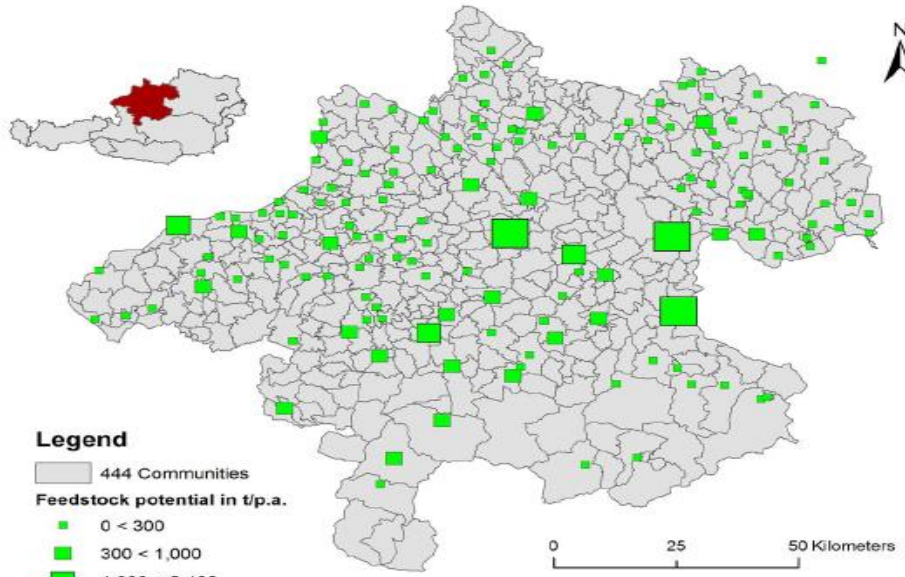 N
Legend
444 Communities
Feedstock potential in t/p.a.
0 < 300
300 < 1,000
0 25 50 Kilometers